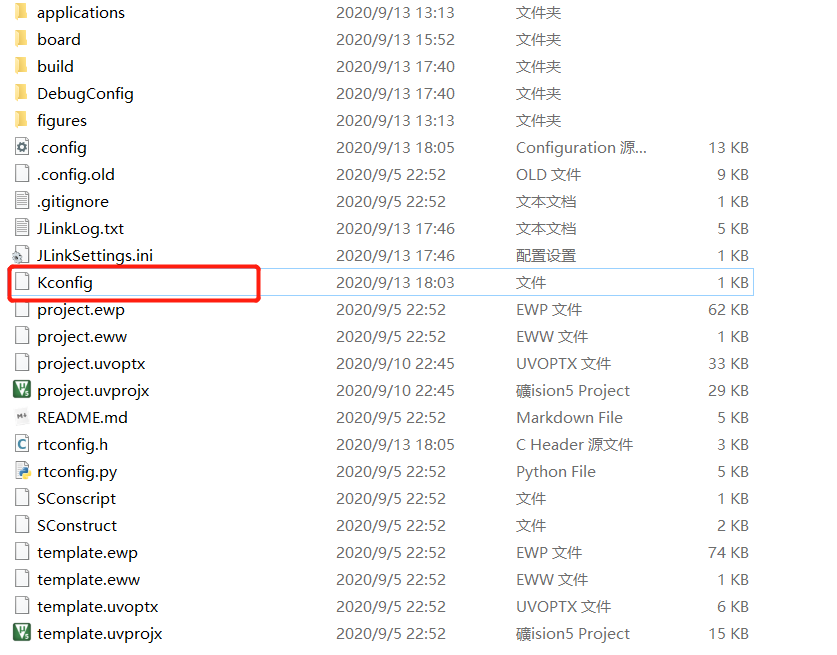 applications 2020/9/13 13:13 文件夹
board 2020/9/13 15:52 文件夹
build 2020/9/13 17:40 文件夹
DebugConfig 2020/9/13 17:40 文件夹
figures 2020/9/13 13:13 文件夹
.config 2020/9/13 18:05 Configuration 源... 13 KB
.config.old 2020/9/5 22:52 OLD 文件 9 KB
.gitignore 2020/9/5 22:52 文本文档 1 KB
JLinkLog.txt 2020/9/13 17:46 文本文档 5 KB
JLinkSettings.ini 2020/9/13 17:46 配置设置 1 KB
Kconfig 2020/9/13 18:03 文件 1 KB
project.ewp 2020/9/5 22:52 EWP 文件 62 KB
project.eww 2020/9/5 22:52 EWW 文件 1 KB
project.uvoptx 2020/9/10 22:45 UVOPTX 文件 33 KB
project.uvprojx 2020/9/10 22:45 礦ision5 Project 29 KB
README.md 2020/9/5 22:52 Markdown File 5 KB
rtconfig.h 2020/9/13 18:05 C Header 源文件 3 KB
rtconfig.py 2020/9/5 22:52 Python File 5 KB
SConscript 2020/9/5 22:52 文件 1 KB
SConstruct 2020/9/5 22:52 文件 2 KB
template.ewp 2020/9/5 22:52 EWP 文件 74 KB
template.eww 2020/9/5 22:52 EWW 文件 1 KB
template.uvoptx 2020/9/5 22:52 UVOPTX 文件 6 KB
template.uvprojx 2020/9/5 22:52 礦ision5 Project 15 KB